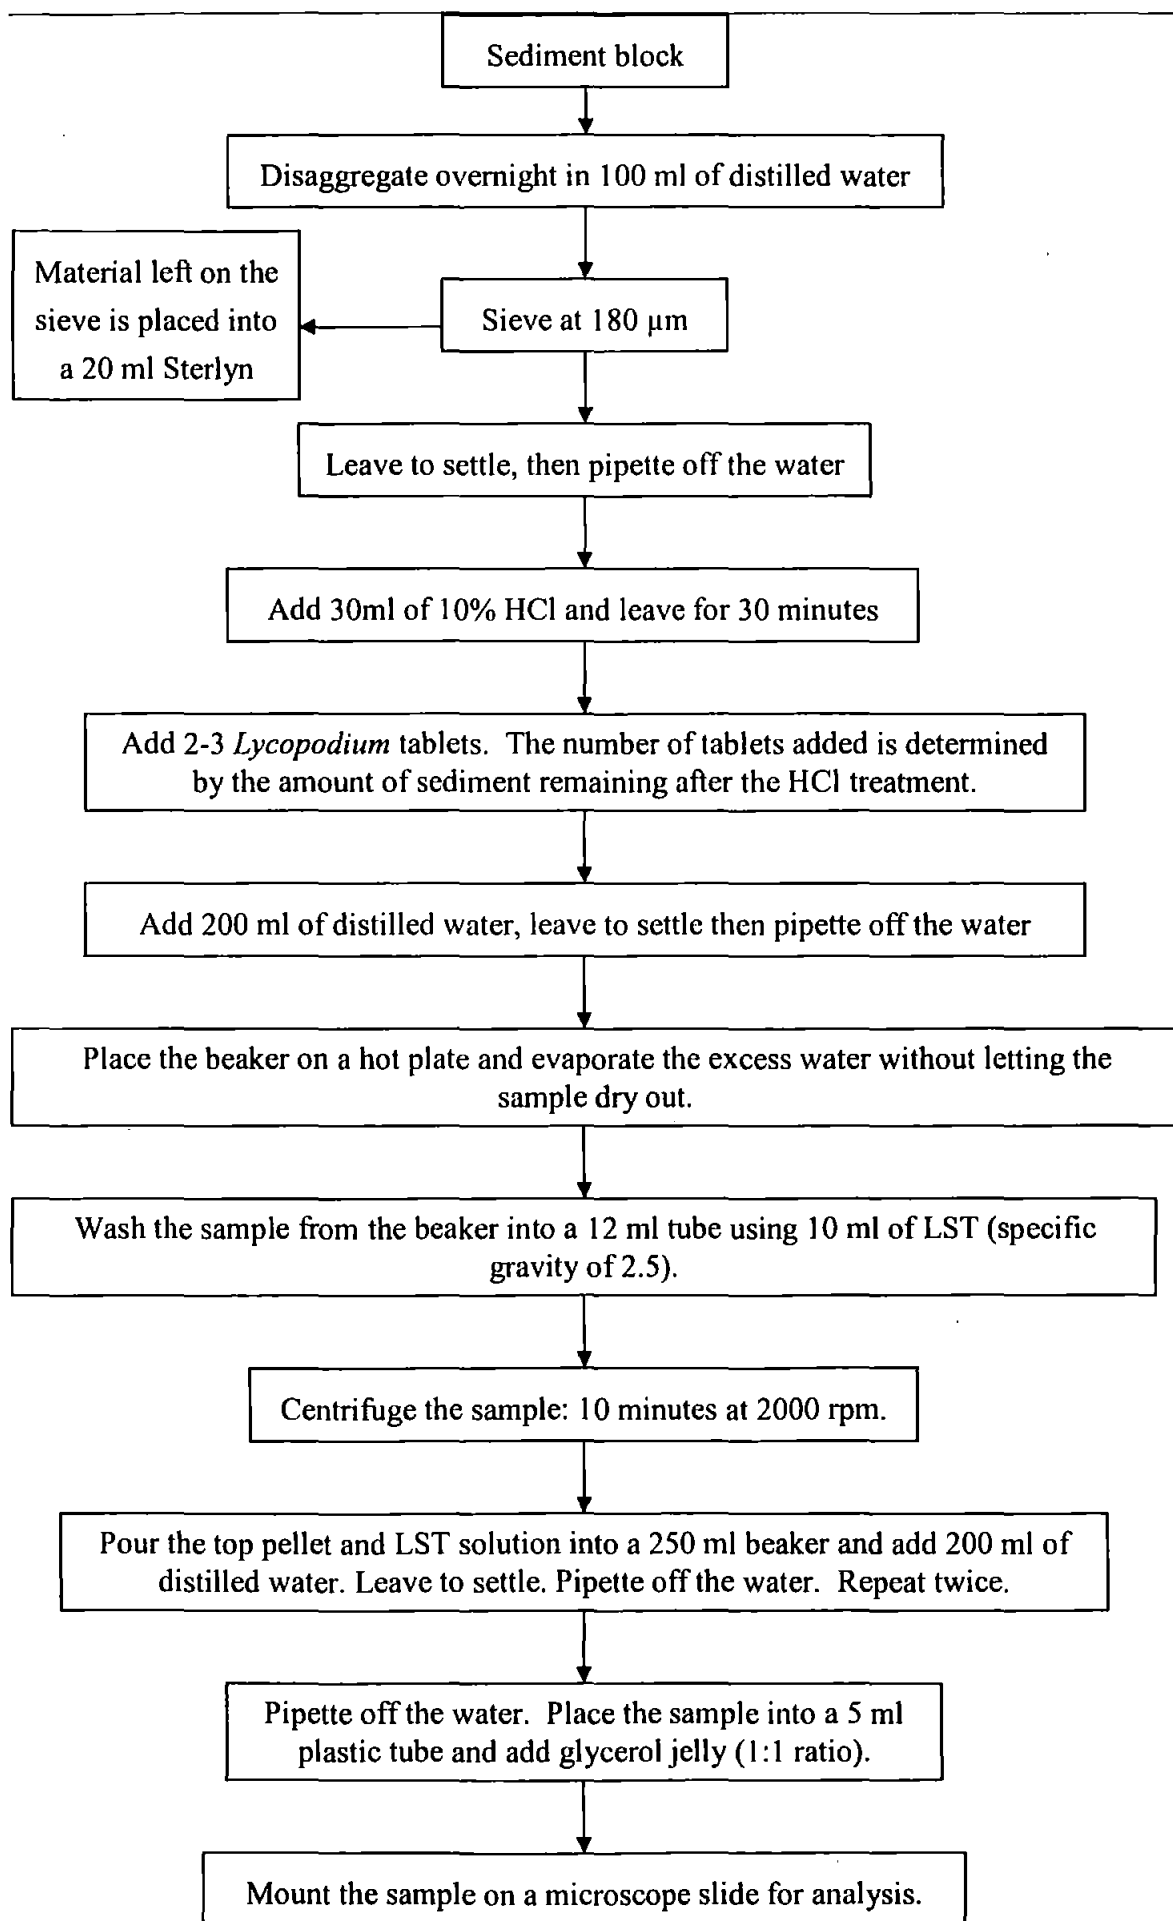 Sediment block
Disaggregate overnight in 100 ml of distilled water
Material left on the
sieve is placed into
a 20 ml Sterlyn
Sieve at 180 µm
Leave to settle, then pipette off the water
Add 30ml of 10% HCl and leave for 30 minutes
Add 2-3 Lycopodium tablets.  The number of tablets added is determined
by the amount of sediment remaining after the HCl treatment.
Add 200 ml of distilled water, leave to settle then pipette off the water
Place the beaker on a hot plate and evaporate the excess water without letting the
sample dry out.
Wash the sample from the beaker into a 12 ml tube using 10 ml of LST (specific
gravity of 2.5).
Centrifuge the sample: 10 minutes at 2000 rpm.
Pour the top pellet and LST solution into a 250 ml beaker and add 200 ml of
distilled water. Leave to settle. Pipette off the water.  Repeat twice.
Pipette off the water.  Place the sample into a 5 ml
plastic tube and add glycerol jelly (1:1 ratio).
Mount the sample on a microscope slide for analysis.